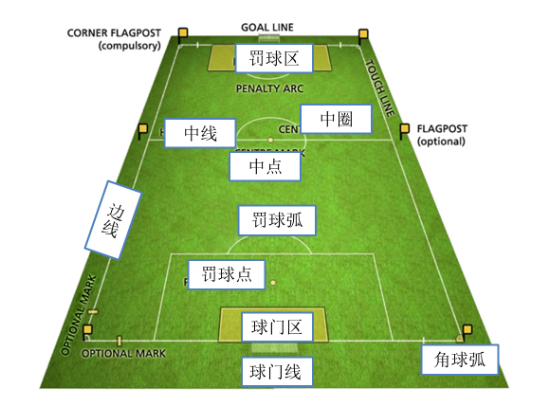 GOAL LINE
CORNER FLAGPOST
(compulsory)
罚球区
TOUCH LINE
PENALTY ARC
中圈
中线
FLAGPOST
(optional)
中点
边线
罚球弧
罚球点
OPTIONAL MARK
球门区
OPTIONAL MARK
角球弧
球门线